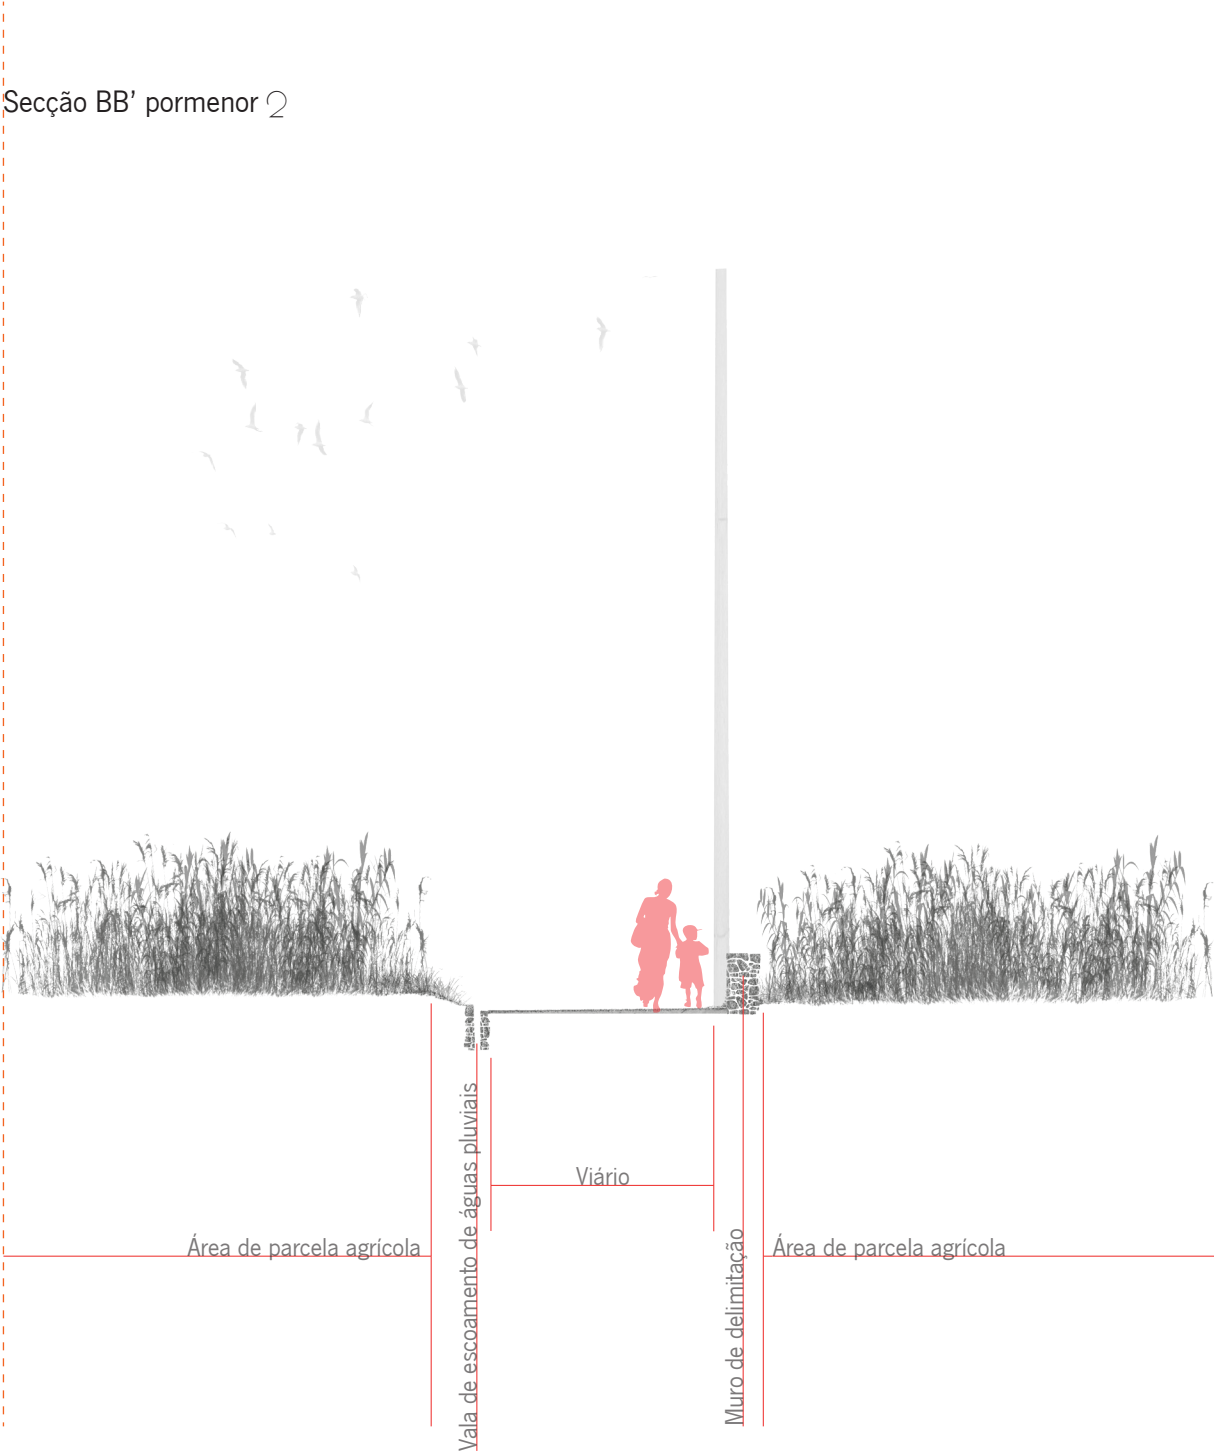 Secção BB’ pormenor 2
Vala de escoamento de águas pluviais
Viário
Muro de delimitação
Área de parcela agrícola
Área de parcela agrícola